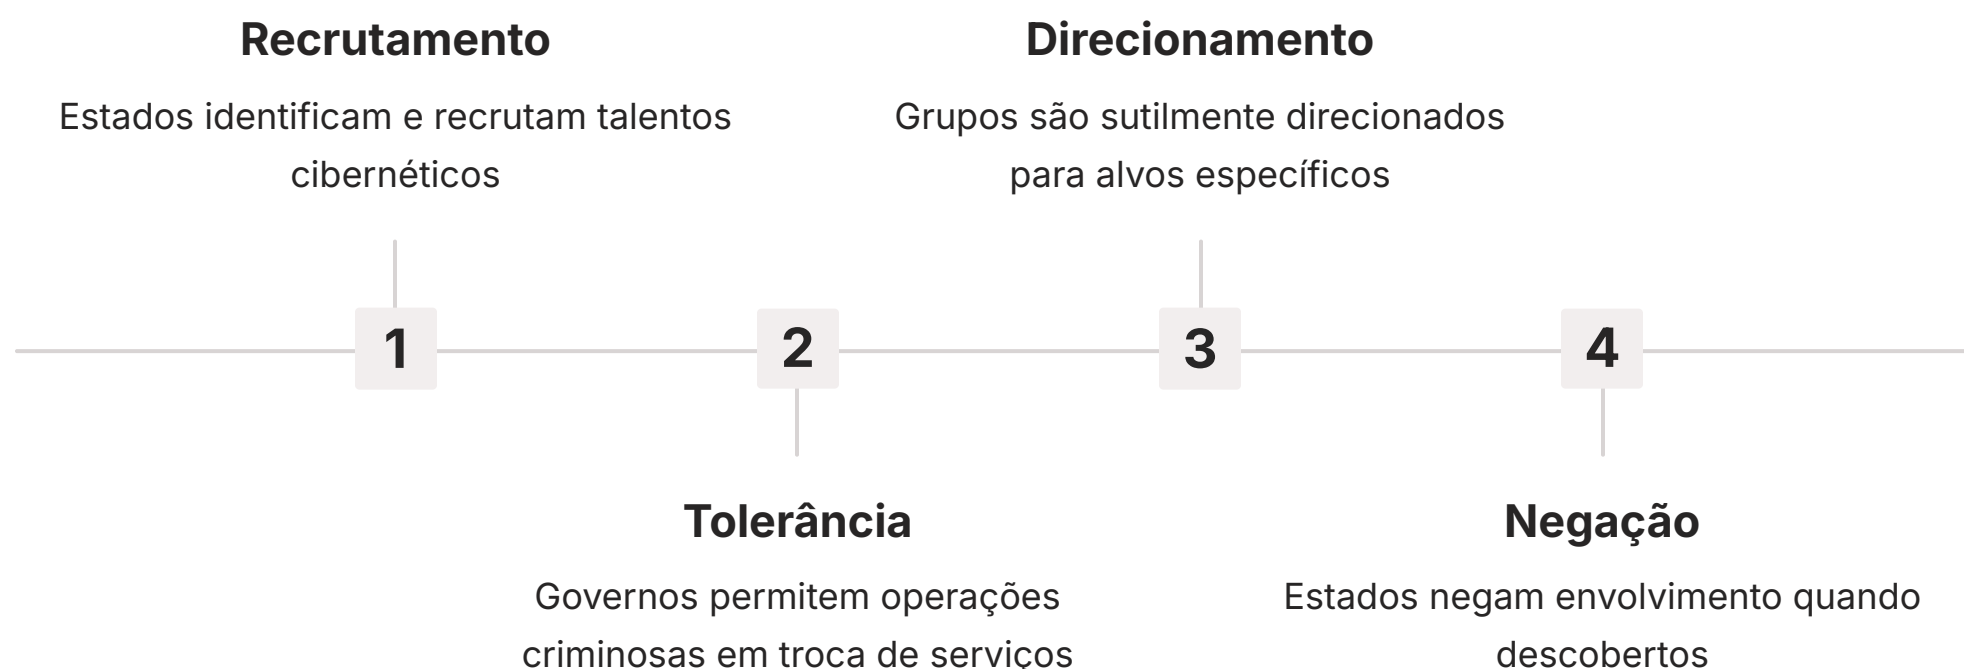 Recrutamento
Estados identificam e recrutam talentos
cibernéticos
Direcionamento
Grupos são sutilmente direcionados
para alvos específicos
1
2
3
4
Tolerância
Governos permitem operações
criminosas em troca de serviços
Negação
Estados negam envolvimento quando
descobertos